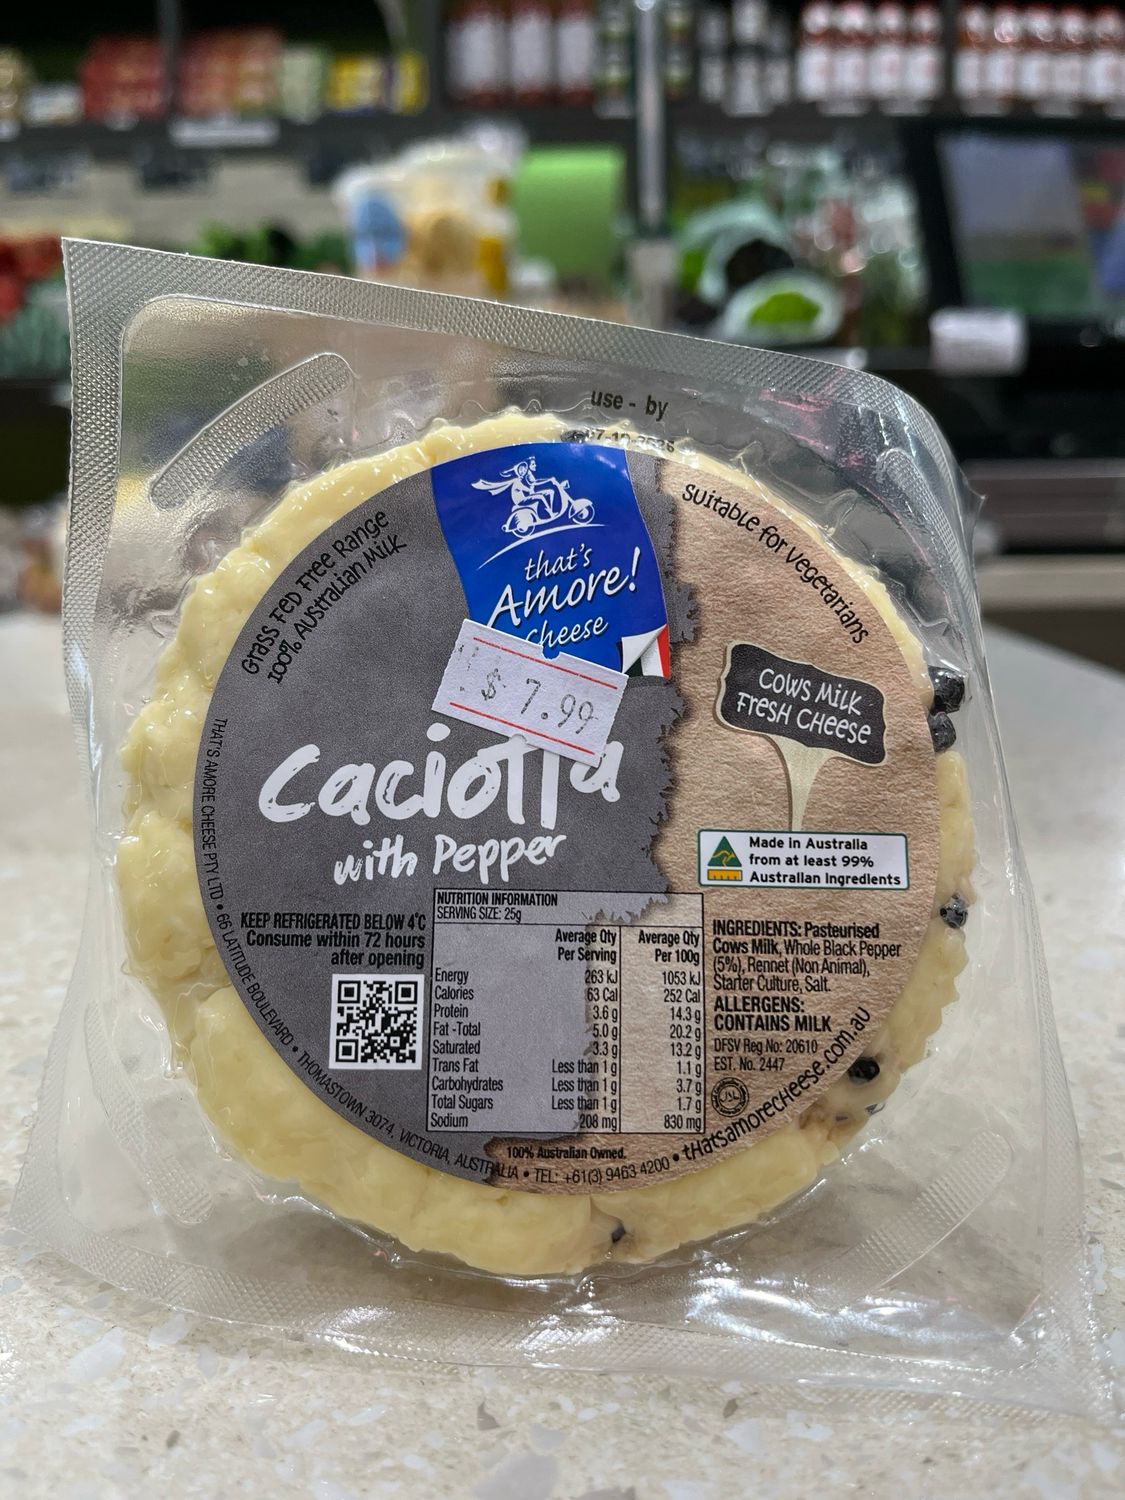 use - by
Grass Fed Free Range
100% Australian Milk
that's
Amore!
cheese
$ 7.99
Suitable for vegetarians
Cows Milk
Fresh Cheese
Caciotta
with Pepper
Made in Australia
from at least 99%
Australian Ingredients
KEEP REFRIGERATED BELOW 4°C
Consume within 72 hours
after opening
NUTRITION INFORMATION
SERVING SIZE: 25g
Average Qty Per Serving Average Qty Per 100g
Energy 263 kJ 1053 kJ
Calories 63 Cal 252 Cal
Protein 3.6 g 14.3 g
Fat -Total 5.0 g 20.2 g
Saturated 3.3 g 13.2 g
Trans Fat Less than 1 g 1.1 g
Carbohydrates Less than 1 g 3.7 g
Total Sugars Less than 1 g 1.7 g
Sodium 208 mg 830 mg
INGREDIENTS: Pasteurised
Cows Milk, Whole Black Pepper
(5%), Rennet (Non Animal),
Starter Culture, Salt.
ALLERGENS:
CONTAINS MILK
DFSV Reg No: 20610
EST. No. 2447
100% Australian Owned.
THAT'S AMORE CHEESE PTY LTD • 66 LATITUDE BOULEVARD • THOMASTOWN 3074, VICTORIA, AUSTRALIA • TEL: +61(3) 9463 4200 • tHatsamorecHeese.com.au